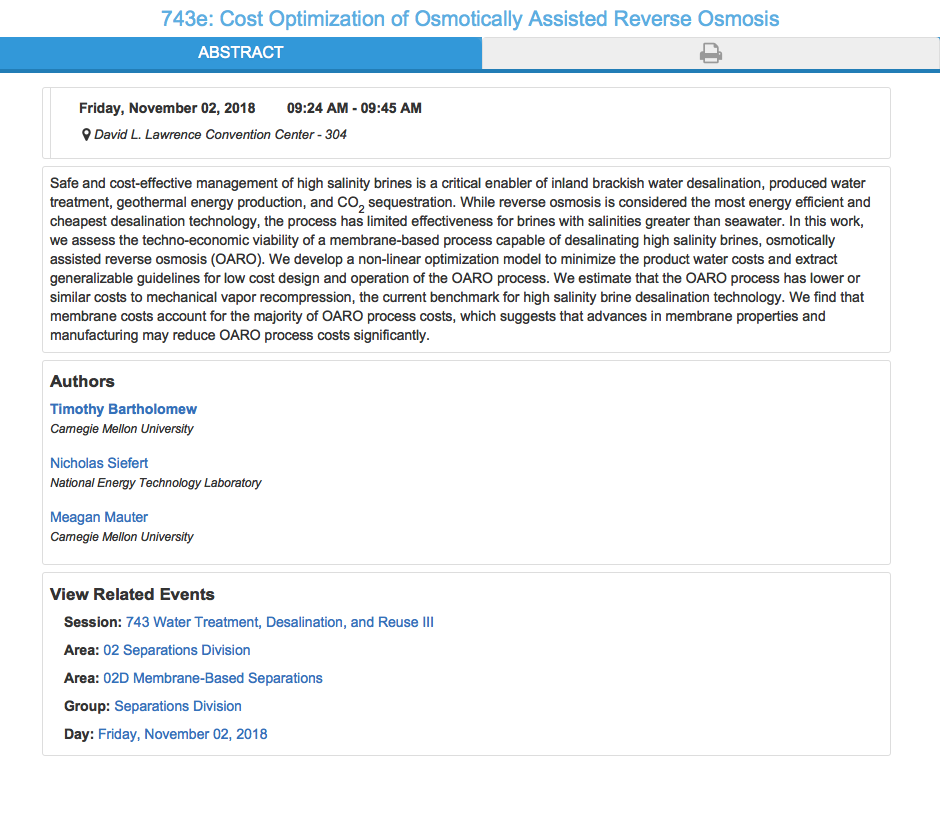 743e: Cost Optimization of Osmotically Assisted Reverse Osmosis
ABSTRACT
Friday, November 02, 2018 09:24 AM - 09:45 AM
David L. Lawrence Convention Center - 304
Safe and cost-effective management of high salinity brines is a critical enabler of inland brackish water desalination, produced water
treatment, geothermal energy production, and CO2 sequestration. While reverse osmosis is considered the most energy efficient and
cheapest desalination technology, the process has limited effectiveness for brines with salinities greater than seawater. In this work,
we assess the techno-economic viability of a membrane-based process capable of desalinating high salinity brines, osmotically
assisted reverse osmosis (OARO). We develop a non-linear optimization model to minimize the product water costs and extract
generalizable guidelines for low cost design and operation of the OARO process. We estimate that the OARO process has lower or
similar costs to mechanical vapor recompression, the current benchmark for high salinity brine desalination technology. We find that
membrane costs account for the majority of OARO process costs, which suggests that advances in membrane properties and
manufacturing may reduce OARO process costs significantly.
Authors
Timothy Bartholomew
Carnegie Mellon University
Nicholas Siefert
National Energy Technology Laboratory
Meagan Mauter
Carnegie Mellon University
View Related Events
Session: 743 Water Treatment, Desalination, and Reuse III
Area: 02 Separations Division
Area: 02D Membrane-Based Separations
Group: Separations Division
Day: Friday, November 02, 2018